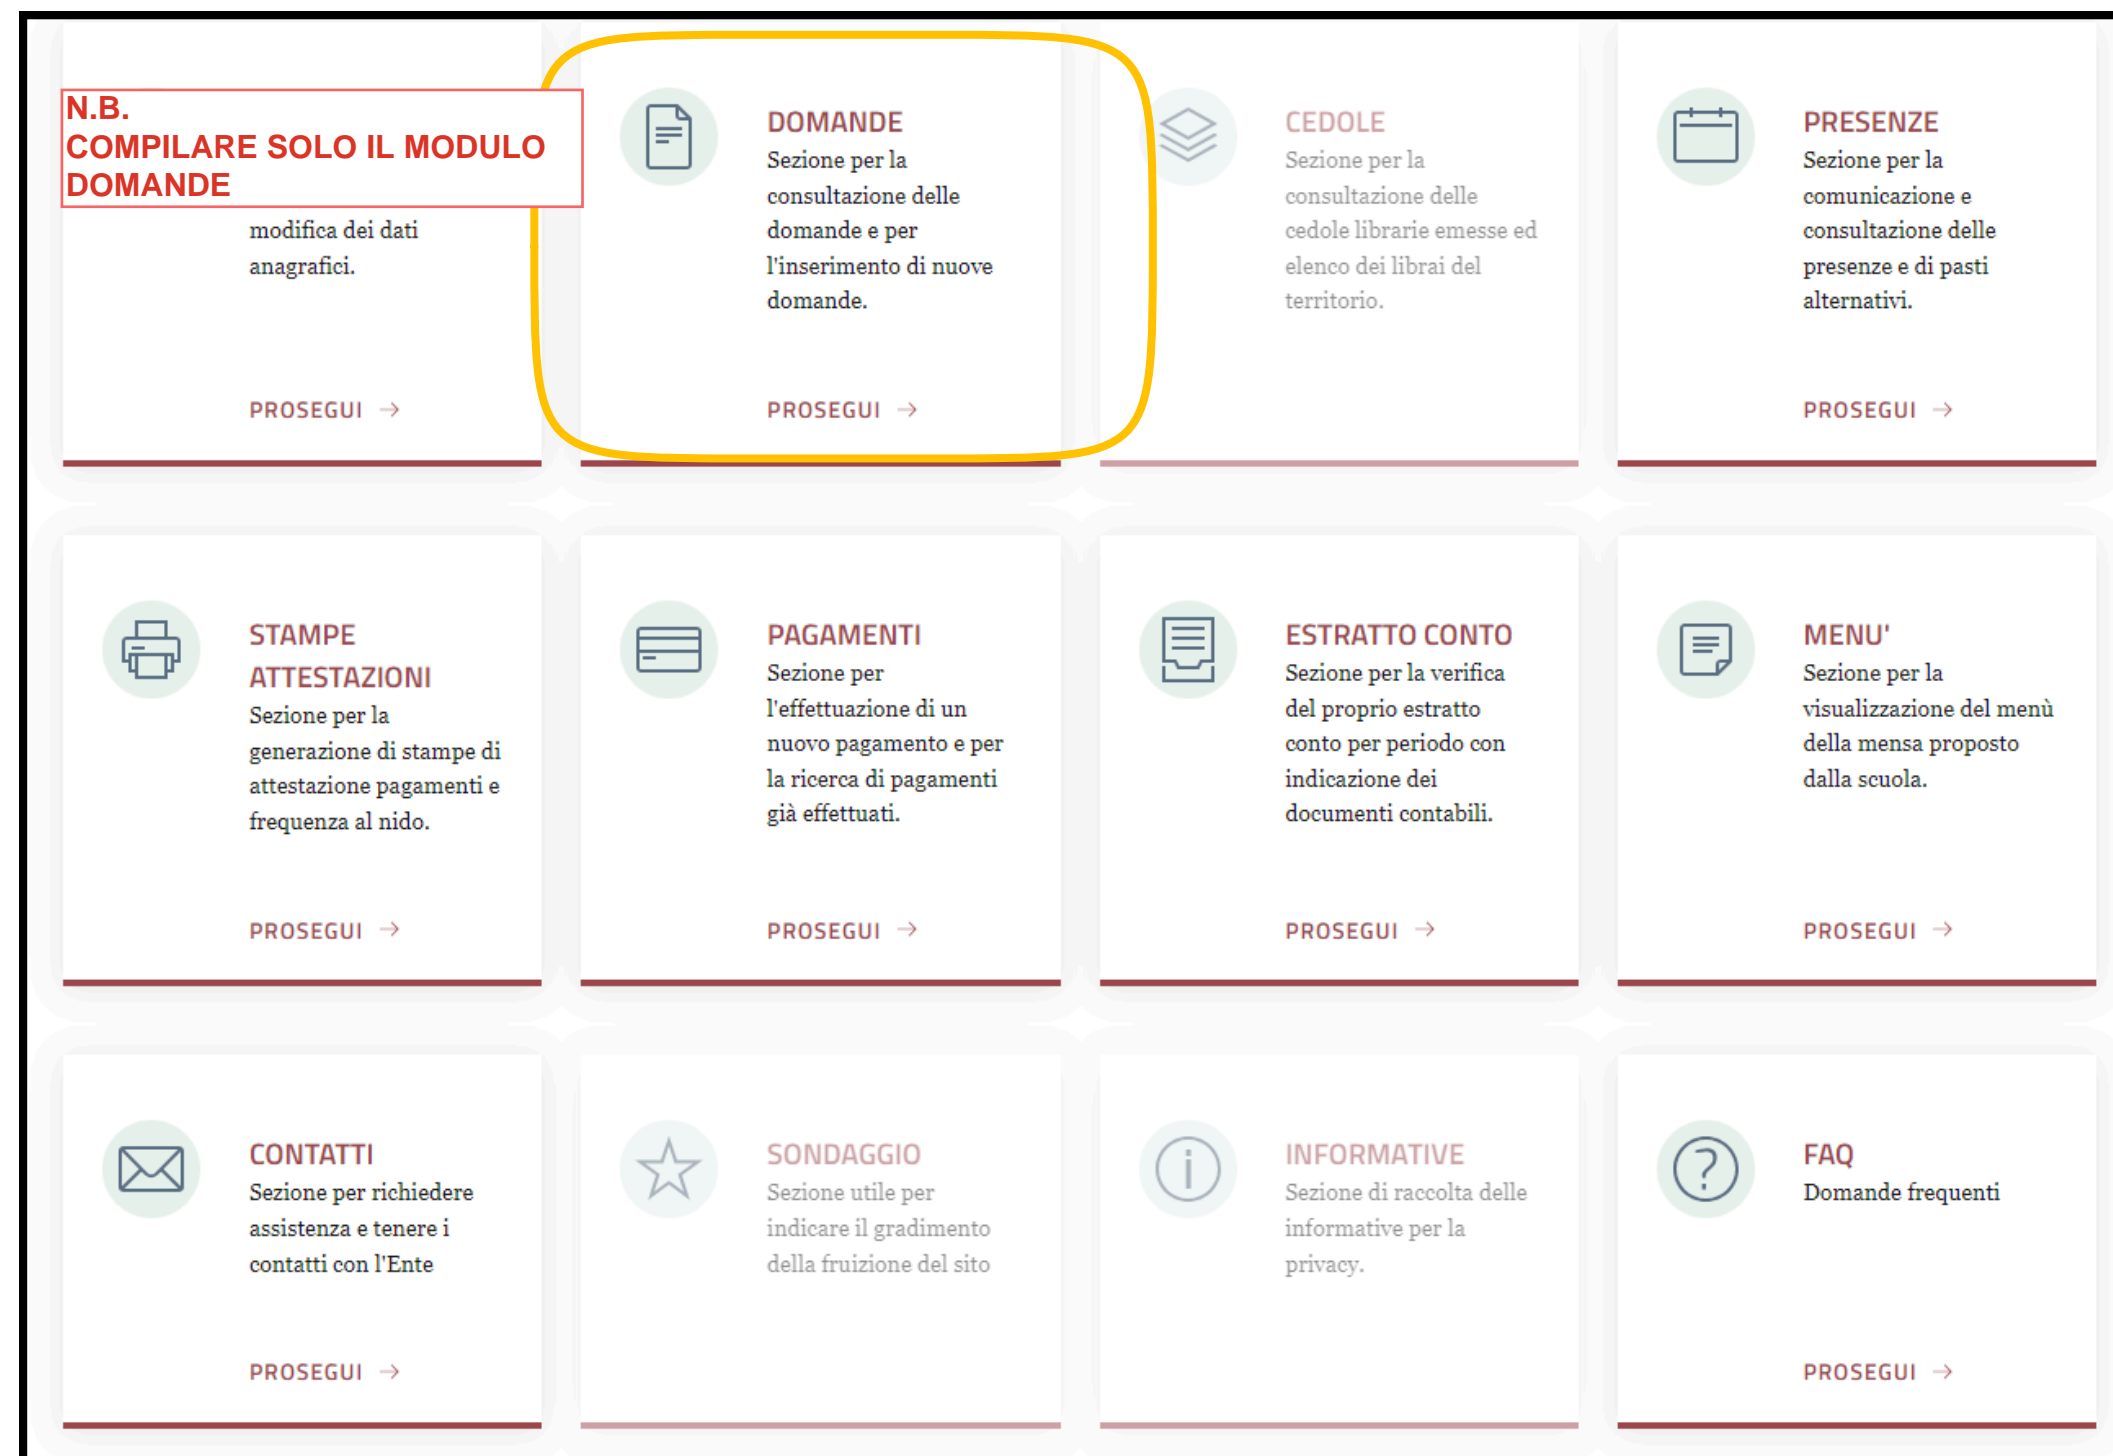 N.B.
COMPILARE SOLO IL MODULO
DOMANDE
modifica dei dati
anagrafici.
PROSEGUI →
DOMANDE
Sezione per la
consultazione delle
domande e per
l'inserimento di nuove
domande.
PROSEGUI →
CEDOLE
Sezione per la
consultazione delle
cedole librarie emesse ed
elenco dei librai del
territorio.
PRESENZE
Sezione per la
comunicazione e
consultazione delle
presenze e di pasti
alternativi.
PROSEGUI →
STAMPE
ATTESTAZIONI
Sezione per la
generazione di stampe di
attestazione pagamenti e
frequenza al nido.
PROSEGUI →
PAGAMENTI
Sezione per
l'effettuazione di un
nuovo pagamento e per
la ricerca di pagamenti
già effettuati.
PROSEGUI →
ESTRATTO CONTO
Sezione per la verifica
del proprio estratto
conto per periodo con
indicazione dei
documenti contabili.
PROSEGUI →
MENU'
Sezione per la
visualizzazione del menù
della mensa proposto
dalla scuola.
PROSEGUI →
CONTATTI
Sezione per richiedere
assistenza e tenere i
contatti con l'Ente
PROSEGUI →
SONDAGGIO
Sezione utile per
indicare il gradimento
della fruizione del sito
INFORMATIVE
Sezione di raccolta delle
informative per la
privacy.
FAQ
Domande frequenti
PROSEGUI →